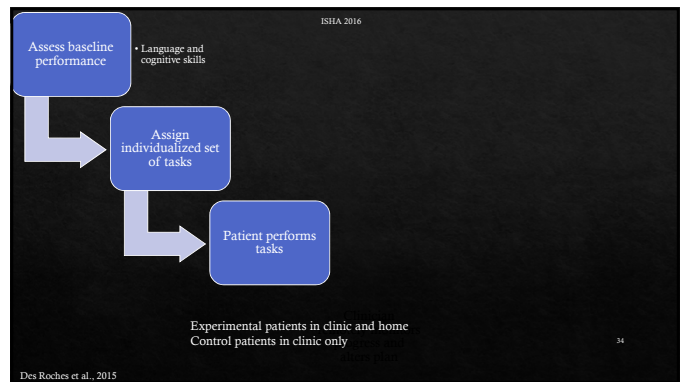 ISHA 2016
Assess baseline
performance
• Language and
cognitive skills
Assign
individualized set
of tasks
Patient performs
tasks
Experimental patients in clinic and home
Control patients in clinic only
34
Des Roches et al., 2015